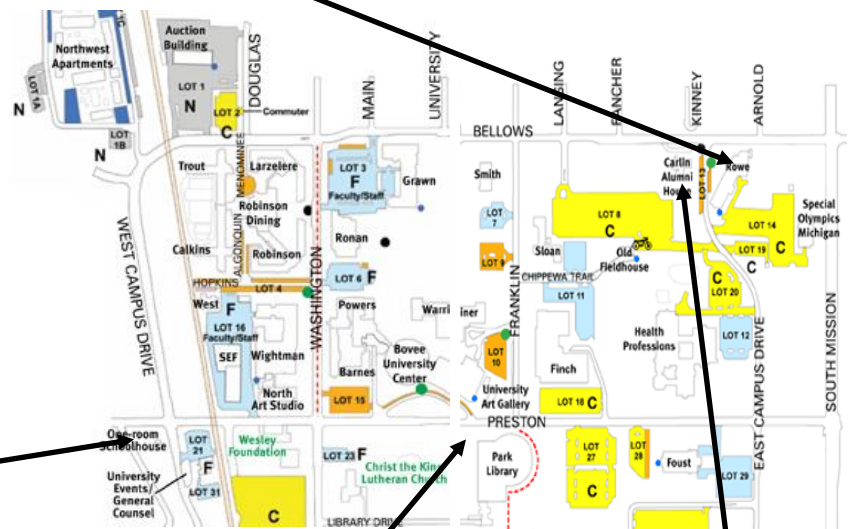 Northwest
Apartments
LOT 1A
N
LOT
1B
N
Auction
Building
LOT 1
N
LOT 2
C
Commuter
DOUGLAS
MAIN
UNIVERSITY
LANSING
FANCHER
KINNEY
ARNOLD
BELLOWS
Trout
MENOMINEE
Larzelere
LOT 3
F
Faculty/Staff
Grawn
Smith
Carlin
Alumni
House
LOT 13
Rowe
Robinson
Dining
ALGONQUIN
Ronan
LOT
7
LOT 8
C
LOT 14
C
Special
Olympics
Michigan
WEST CAMPUS DRIVE
Calkins
Robinson
WASHINGTON
LOT 9
Sloan
Old
Fieldhouse
LOT 19
C
HOPKINS
LOT 4
LOT 6
F
FRANKLIN
CHIPPEWA TRAIL
LOT 11
C
LOT 20
West
F
LOT 16
Faculty/Staff
SEF
Wightman
Powers
Warri
iner
Health
Professions
LOT 12
Barnes
Bovee
University
Center
LOT
10
Finch
EAST CAMPUS DRIVE
SOUTH MISSION
North
Art Studio
LOT 15
University
Art Gallery
LOT 18 C
PRESTON
One-room
Schoolhouse
LOT
21
F
LOT 31
Wesley
Foundation
LOT 23
F
Christ the King
Lutheran Church
Park
Library
LOT
27
C
LOT
28
Foust
LOT 29
University
Events/
General
Counsel
C
LIBRARY DRIVE